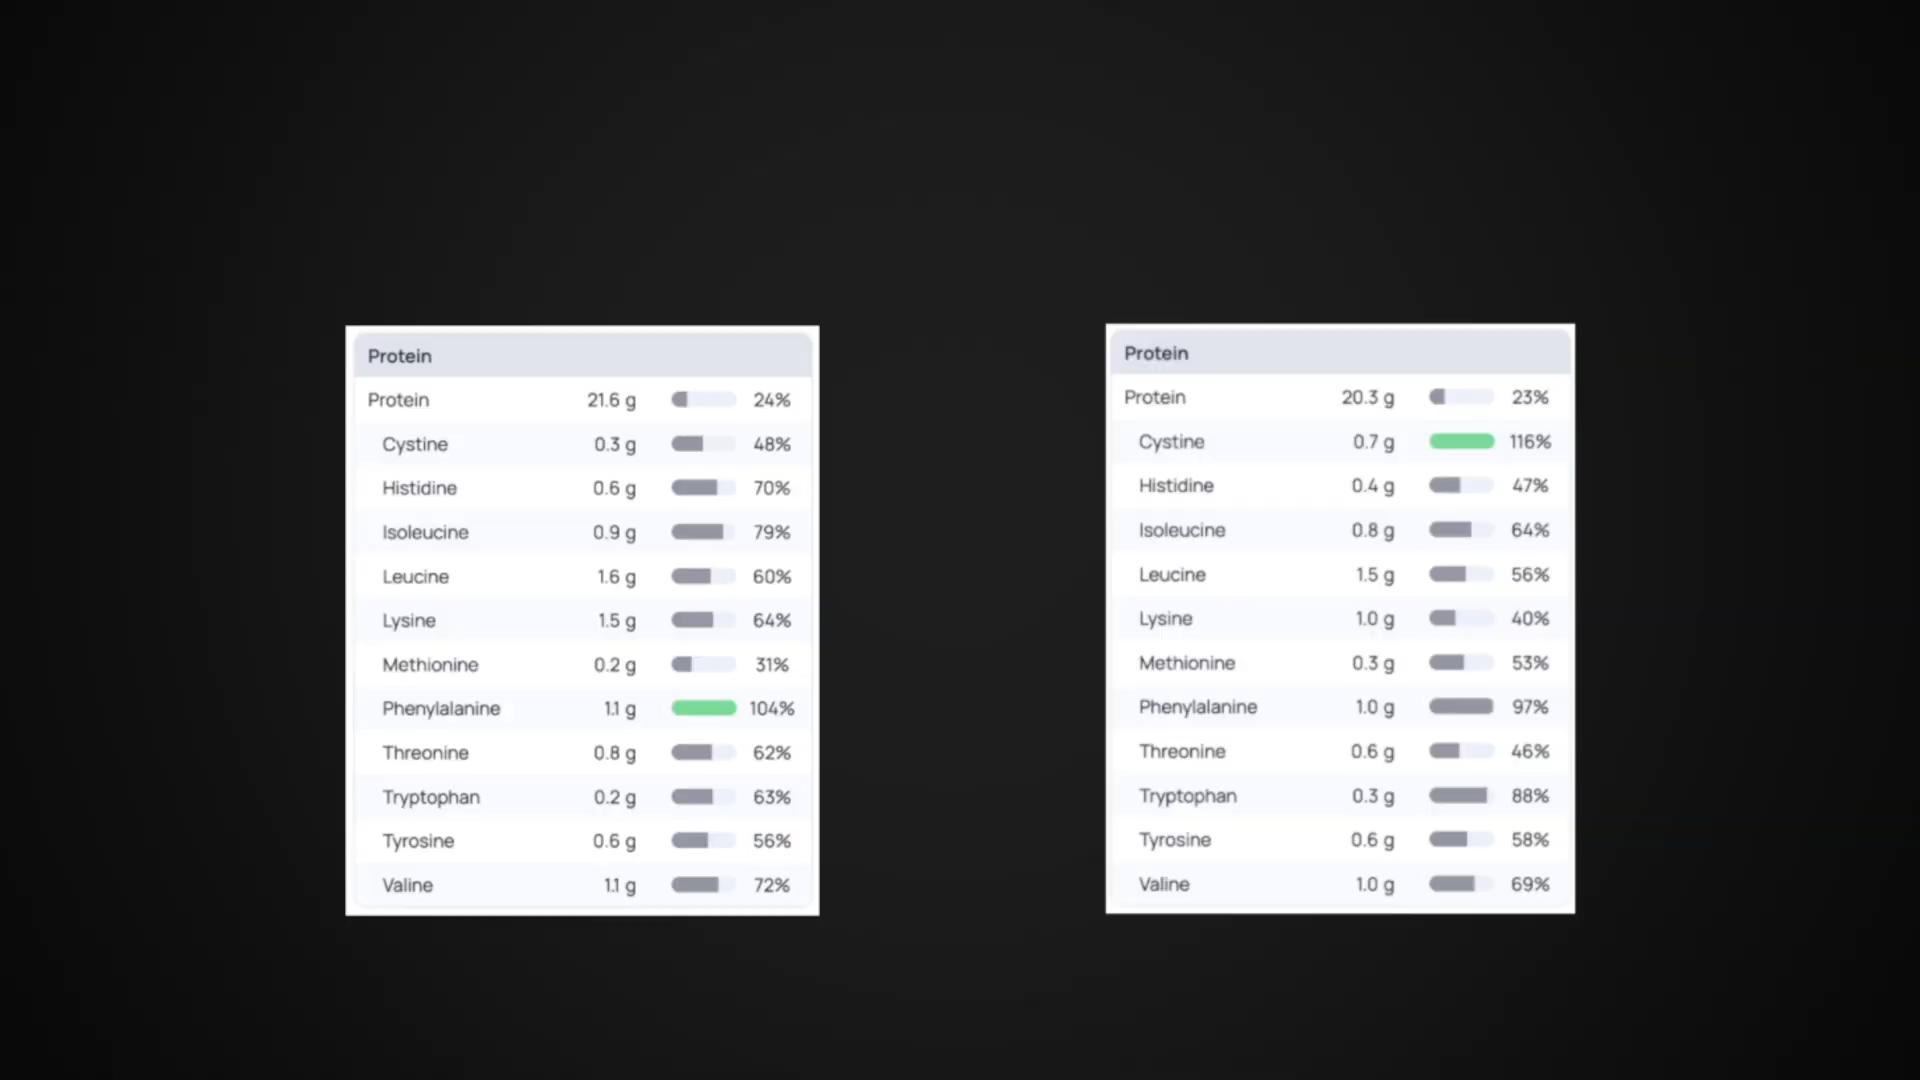 Protein
Protein 21.6 g 24%
Cystine 0.3 g 48%
Histidine 0.6 g 70%
Isoleucine 0.9 g 79%
Leucine 1.6 g 60%
Lysine 1.5 g 64%
Methionine 0.2 g 31%
Phenylalanine 1.1 g 104%
Threonine 0.8 g 62%
Tryptophan 0.2 g 63%
Tyrosine 0.6 g 56%
Valine 1.1 g 72%
Protein
Protein 20.3 g 23%
Cystine 0.7 g 116%
Histidine 0.4 g 47%
Isoleucine 0.8 g 64%
Leucine 1.5 g 56%
Lysine 1.0 g 40%
Methionine 0.3 g 53%
Phenylalanine 1.0 g 97%
Threonine 0.6 g 46%
Tryptophan 0.3 g 88%
Tyrosine 0.6 g 58%
Valine 1.0 g 69%